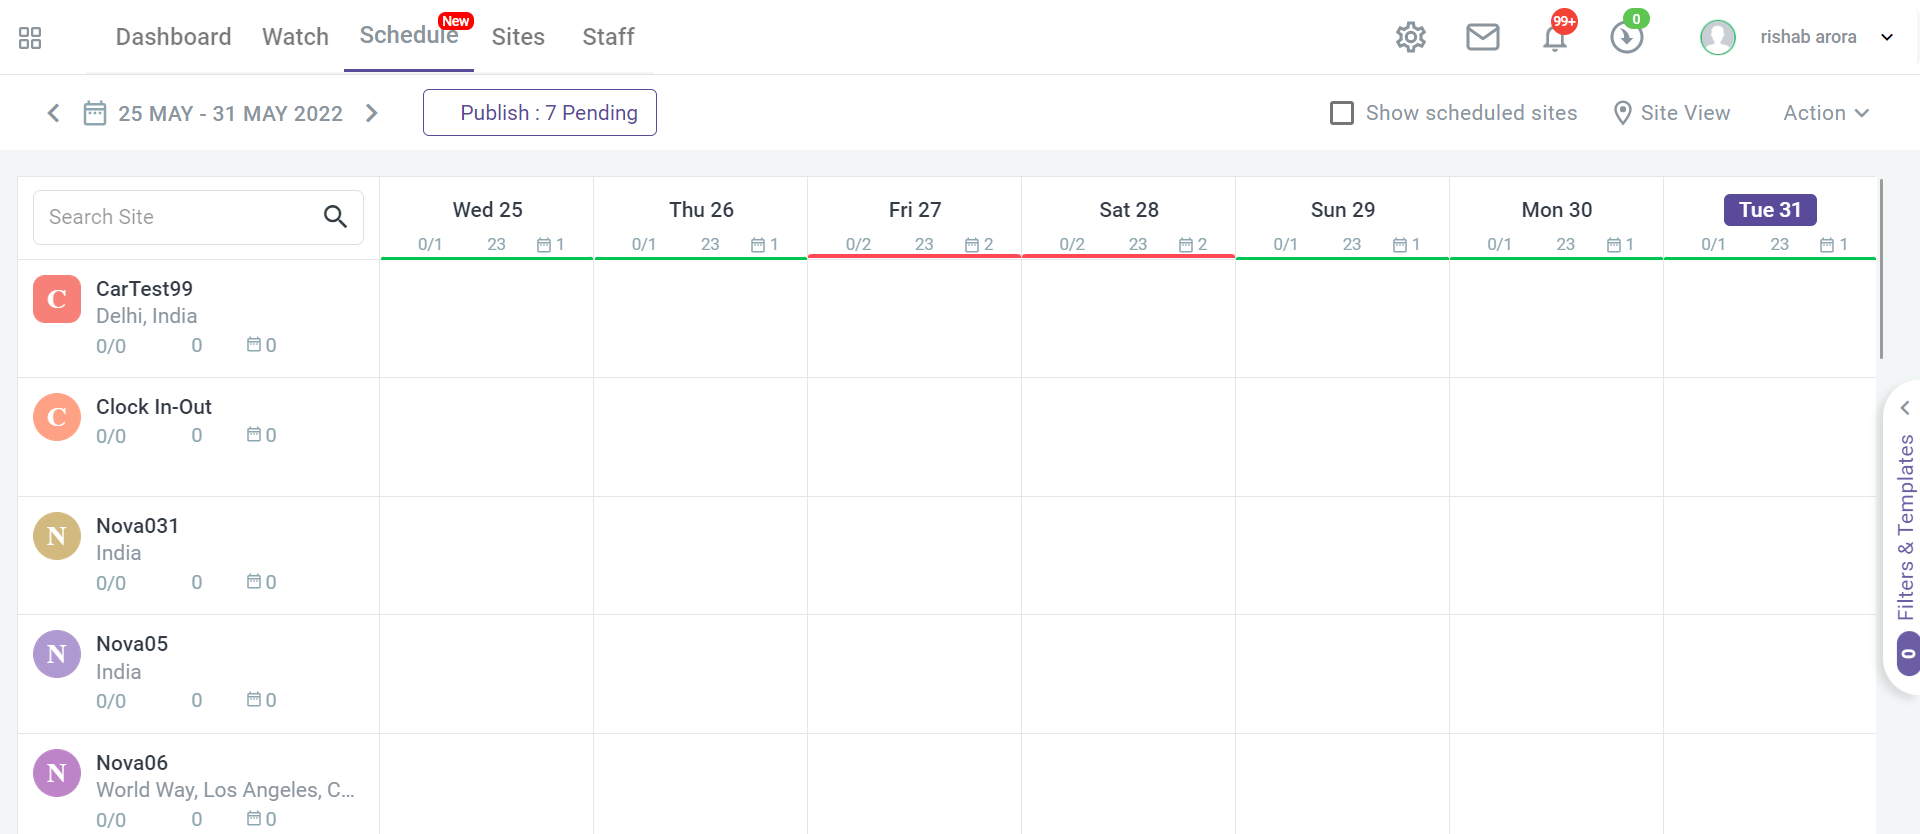 Dashboard Watch Schedule New Sites Staff 99+ 0 rishab arora
25 MAY - 31 MAY 2022 Publish : 7 Pending Show scheduled sites Site View Action
Search Site Wed 25 Thu 26 Fri 27 Sat 28 Sun 29 Mon 30 Tue 31
0/1 23 1 0/1 23 1 0/2 23 2 0/2 23 2 0/1 23 1 0/1 23 1 0/1 23 1
C CarTest99
Delhi, India
0/0 0 0
C Clock In-Out
0/0 0 0
N Nova031
India
0/0 0 0
N Nova05
India
0/0 0 0
N Nova06
World Way, Los Angeles, C...
0/0 0 0
Filters & Templates
0